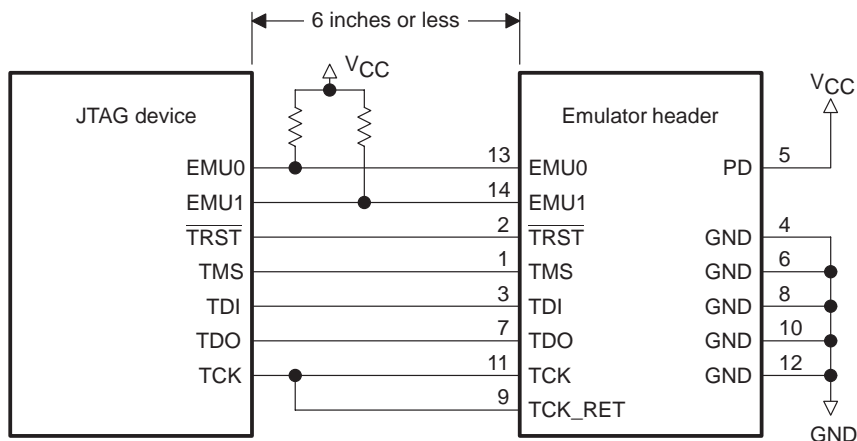 6 inches or less
VCC
VCC
JTAG device
Emulator header
EMU0 13 EMU0 PD 5
EMU1 14 EMU1
TRST 2 TRST GND 4
TMS 1 TMS GND 6
TDI 3 TDI GND 8
TDO 7 TDO GND 10
TCK 11 TCK GND 12
9 TCK_RET
GND